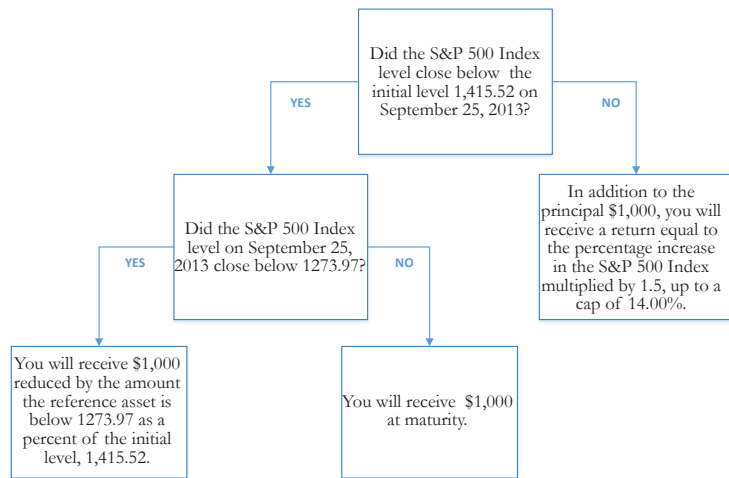 Did the S&P 500 Index
level close below the
initial level 1,415.52 on
September 25, 2013?
YES
NO
Did the S&P 500 Index
level on September 25,
2013 close below 1273.97?
In addition to the
principal $1,000, you will
receive a return equal to
the percentage increase
in the S&P 500 Index
multiplied by 1.5, up to a
cap of 14.00%.
YES
NO
You will receive $1,000
reduced by the amount
the reference asset is
below 1273.97 as a
percent of the initial
level, 1,415.52.
You will receive $1,000
at maturity.